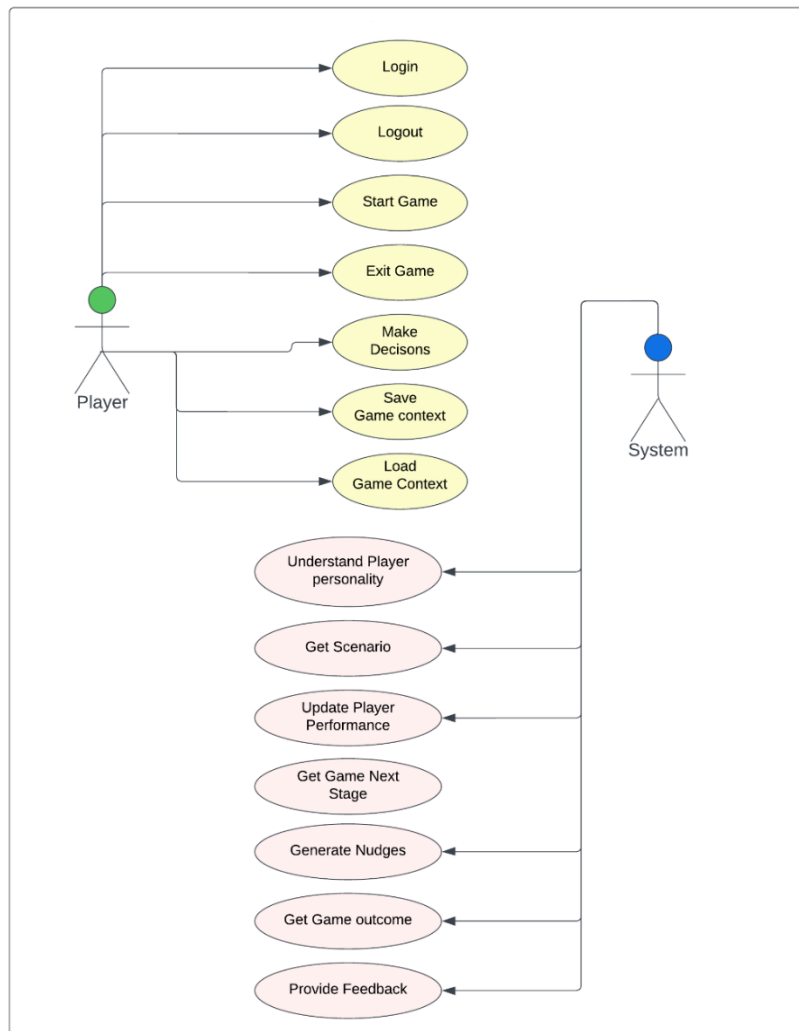 Login
Logout
Start Game
Exit Game
Make
Decisons
Save
Game context
Load
Game Context
Player
System
Understand Player
personality
Get Scenario
Update Player
Performance
Get Game Next
Stage
Generate Nudges
Get Game outcome
Provide Feedback